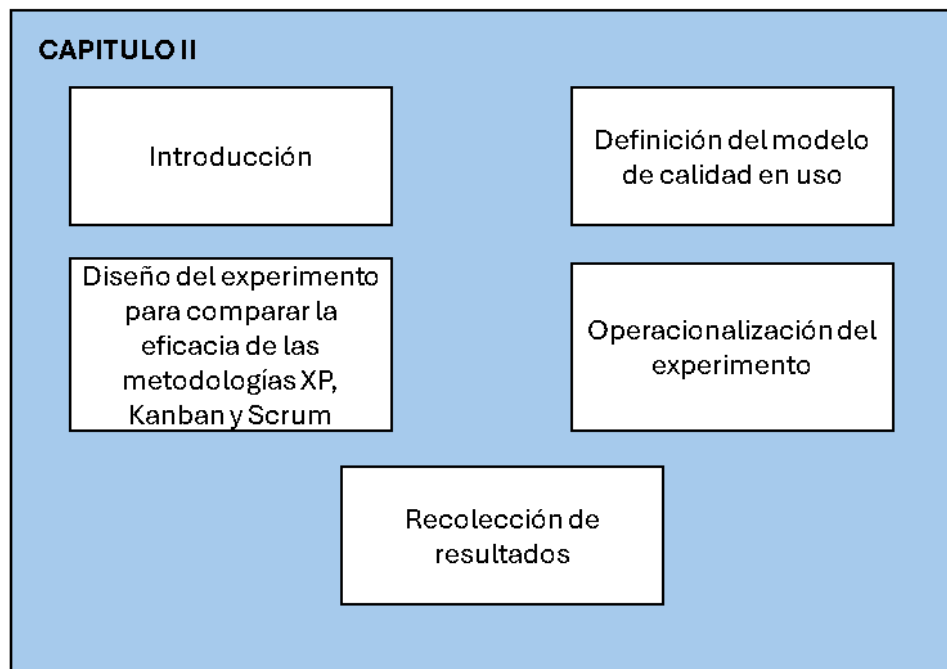 CAPITULO II
Introducción
Definición del modelo
de calidad en uso
Diseño del experimento
para comparar la
eficacia de las
metodologías XP,
Kanban y Scrum
Operacionalización del
experimento
Recolección de
resultados